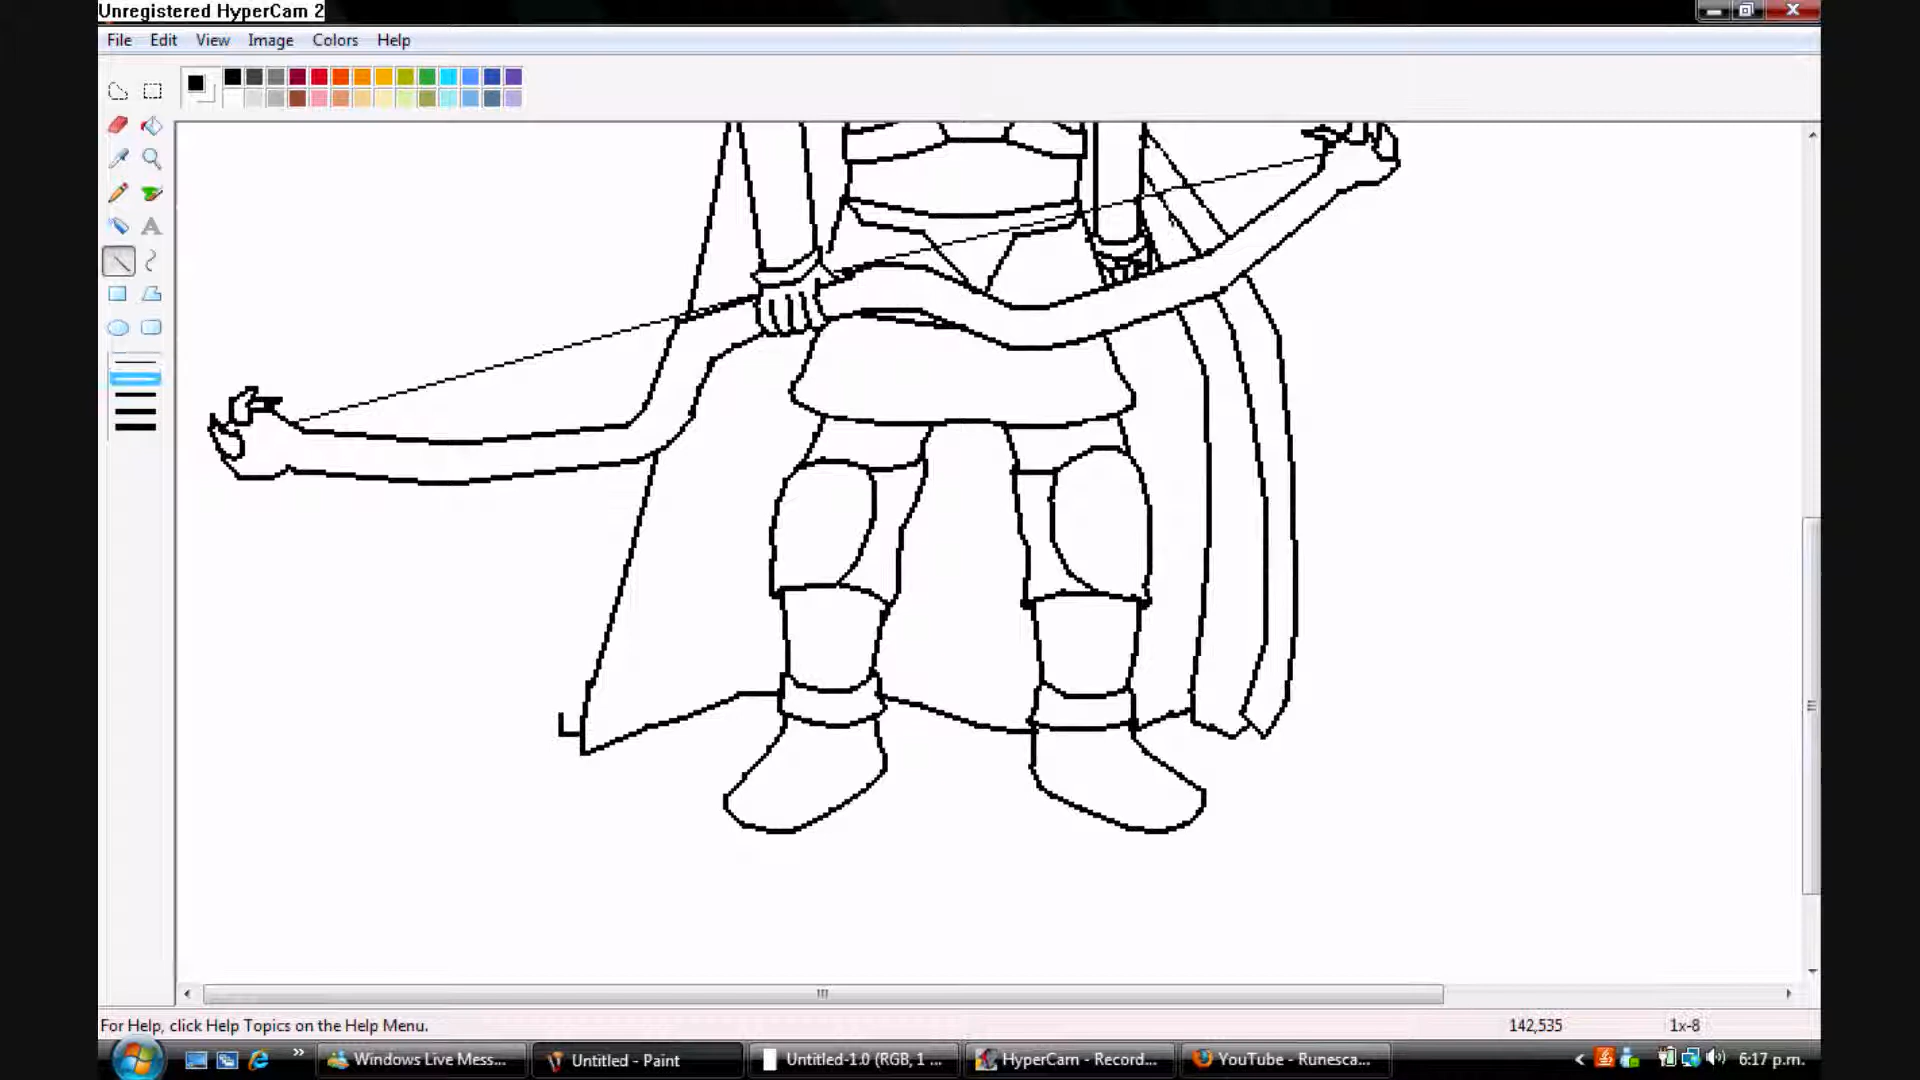 Unregistered HyperCam 2
File Edit View Image Colors Help
A
For Help, click Help Topics on the Help Menu.
142,535
1x-8
»
Windows Live Mess...
Untitled - Paint
Untitled-1.0 (RGB, 1 ...
HyperCam - Record...
YouTube - Runesca...
<
6:17 p.m.